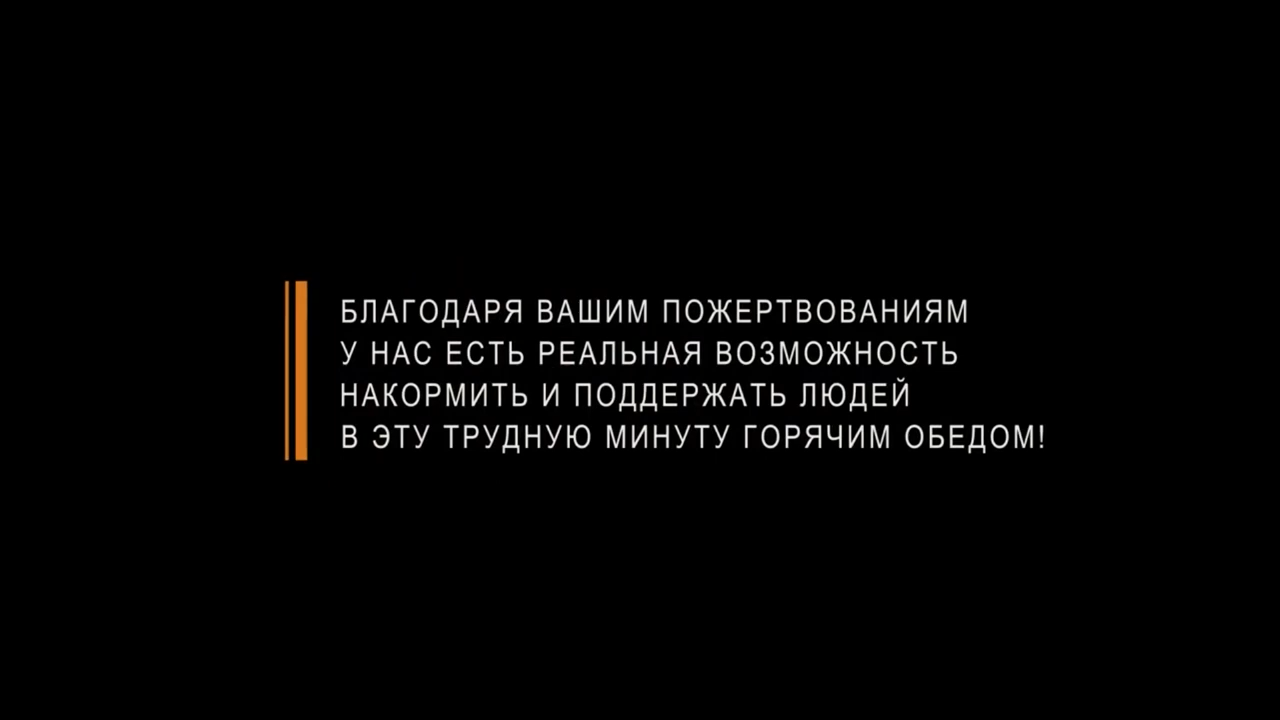 БЛАГОДАРЯ ВАШИМ ПОЖЕРТВОВАНИЯМ
У НАС ЕСТЬ РЕАЛЬНАЯ ВОЗМОЖНОСТЬ
НАКОРМИТЬ И ПОДДЕРЖАТЬ ЛЮДЕЙ
В ЭТУ ТРУДНУЮ МИНУТУ ГОРЯЧИМ ОБЕДОМ!